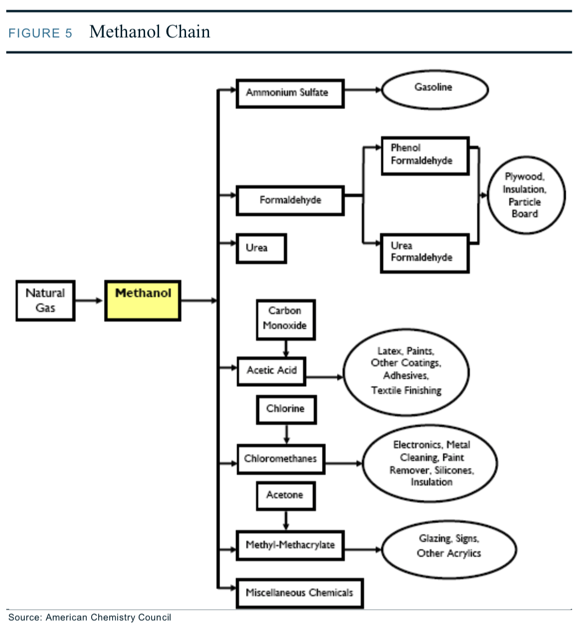 FIGURE 5 Methanol Chain
Ammonium Sulfate
Gasoline
Phenol
Formaldehyde
Formaldehyde
Plywood,
Insulation,
Particle
Board
Urea
Urea
Formaldehyde
Natural
Gas
Methanol
Carbon
Monoxide
Acetic Acid
Latex, Paints,
Other Coatings,
Adhesives,
Textile Finishing
Chlorine
Chloromethanes
Electronics, Metal
Cleaning, Paint
Remover, Silicones,
Insulation
Acetone
Methyl-Methacrylate
Glazing, Signs,
Other Acrylics
Miscellaneous Chemicals
Source: American Chemistry Council